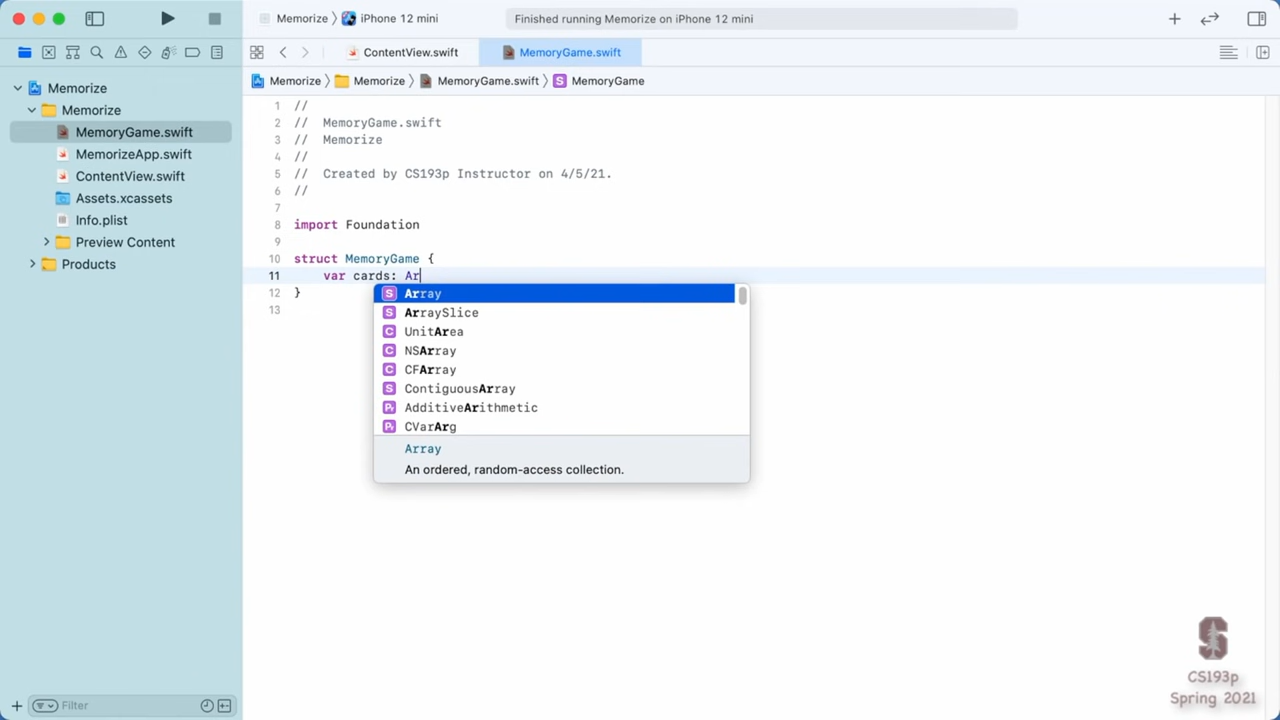 Memorize 〉 iPhone 12 mini
Finished running Memorize on iPhone 12 mini
ContentView.swift
MemoryGame.swift
Memorize 〉 Memorize 〉 MemoryGame.swift 〉 S MemoryGame
Memorize
Memorize
MemoryGame.swift
MemorizeApp.swift
ContentView.swift
Assets.xcassets
Info.plist
Preview Content
Products
1 //
2 // MemoryGame.swift
3 // Memorize
4 //
5 // Created by CS193p Instructor on 4/5/21.
6 //
7
8 import Foundation
9
10 struct MemoryGame {
11 var cards: Ar
12 }
13
S Array
S ArraySlice
C UnitArea
C NSArray
C CFArray
S ContiguousArray
Pr AdditiveArithmetic
Pr CVarArg
Array
An ordered, random-access collection.
Filter
S
CS193p
Spring 2021